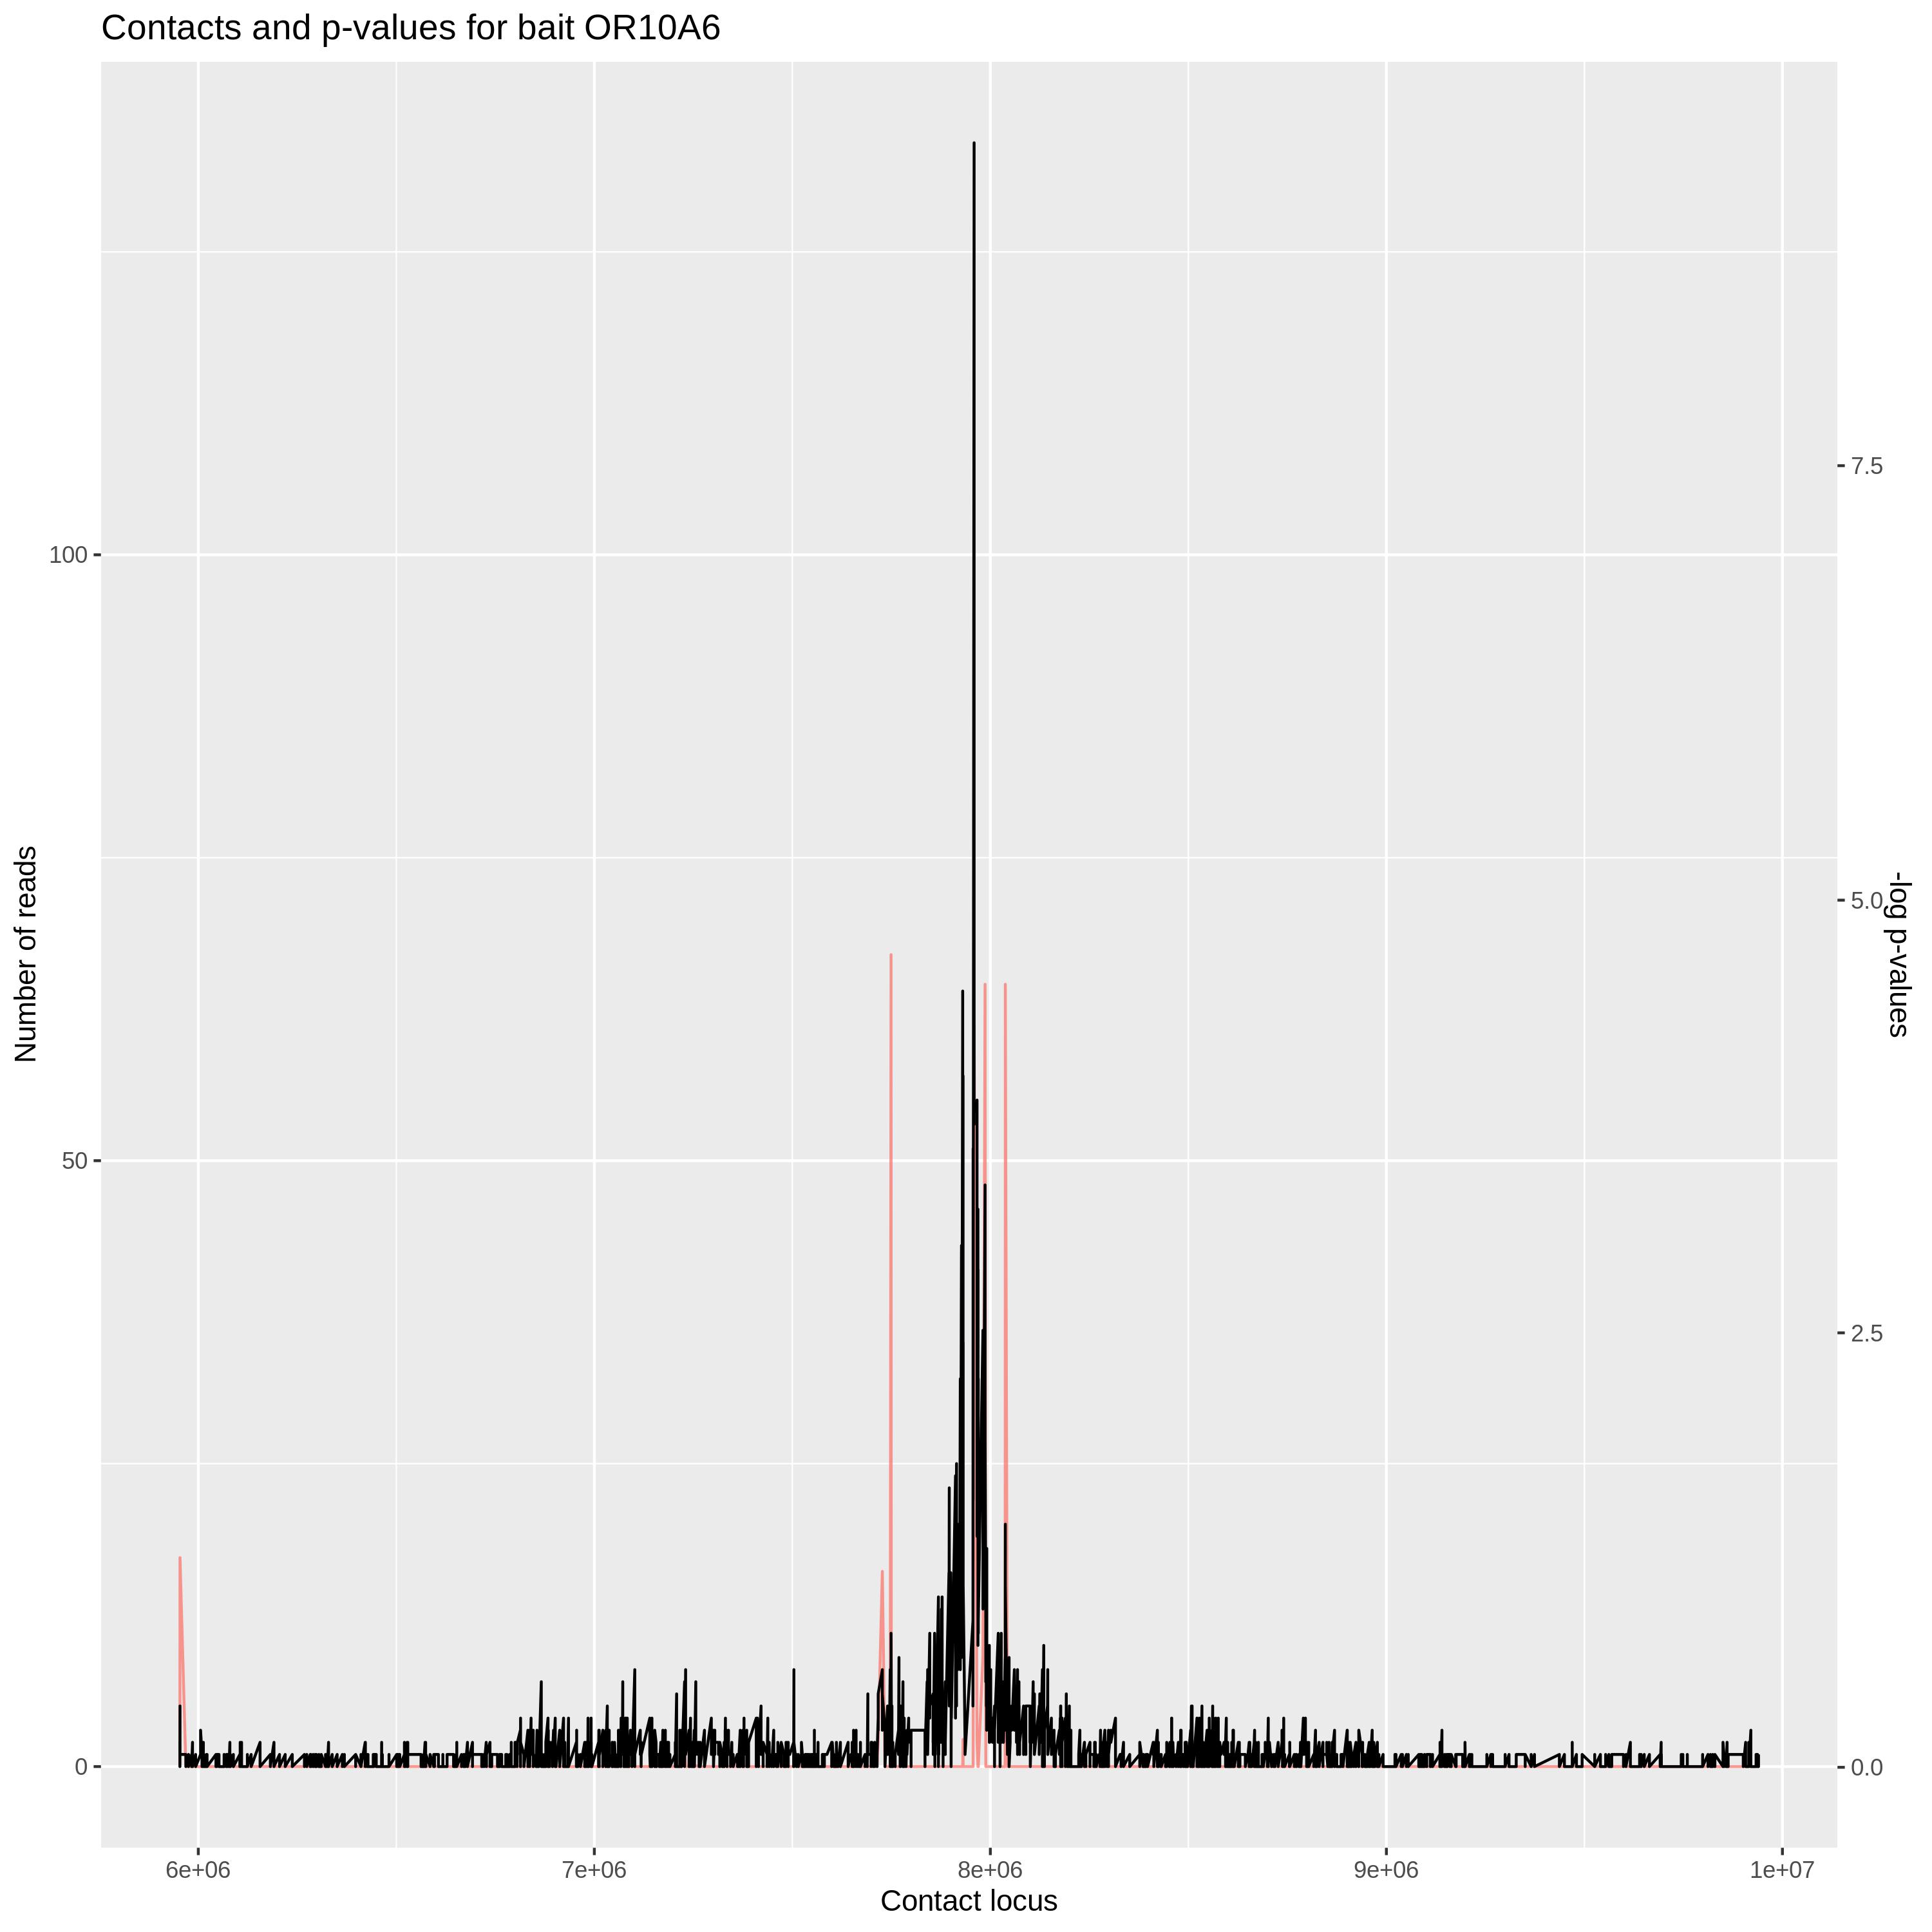 Contacts and p-values for bait OR10A6
Number of reads
100
50
0
7.5
5.0
2.5
0.0
-log p-values
6e+06 7e+06 8e+06 9e+06 1e+07
Contact locus